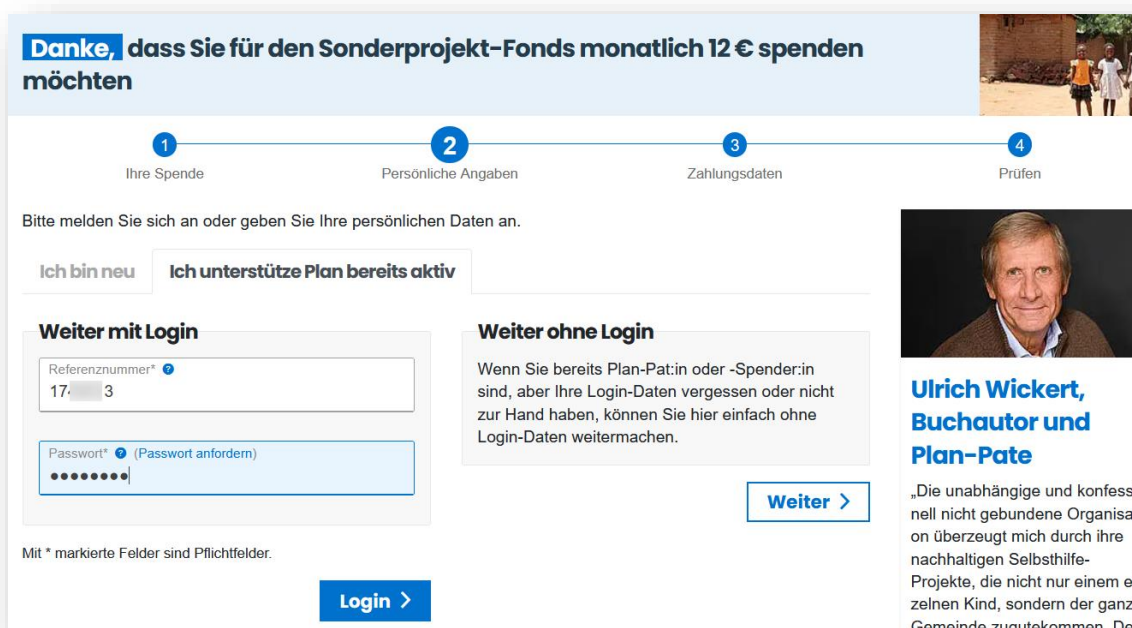 Danke, dass Sie für den Sonderprojekt-Fonds monatlich 12 € spenden
möchten
1
2
3
4
Ihre Spende
Persönliche Angaben
Zahlungsdaten
Prüfen
Bitte melden Sie sich an oder geben Sie Ihre persönlichen Daten an.
Ich bin neu
Ich unterstütze Plan bereits aktiv
Weiter mit Login
Referenznummer* ?
17 3
Passwort* ? (Passwort anfordern)
••••••••
Mit * markierte Felder sind Pflichtfelder.
Login >
Weiter ohne Login
Wenn Sie bereits Plan-Pat:in oder -Spender:in
sind, aber Ihre Login-Daten vergessen oder nicht
zur Hand haben, können Sie hier einfach ohne
Login-Daten weitermachen.
Weiter >
Ulrich Wickert,
Buchautor und
Plan-Pate
„Die unabhängige und konfess
nell nicht gebundene Organisa
on überzeugt mich durch ihre
nachhaltigen Selbsthilfe-
Projekte, die nicht nur einem e
zelnen Kind, sondern der ganz
Gemeinde zugutekommen. De